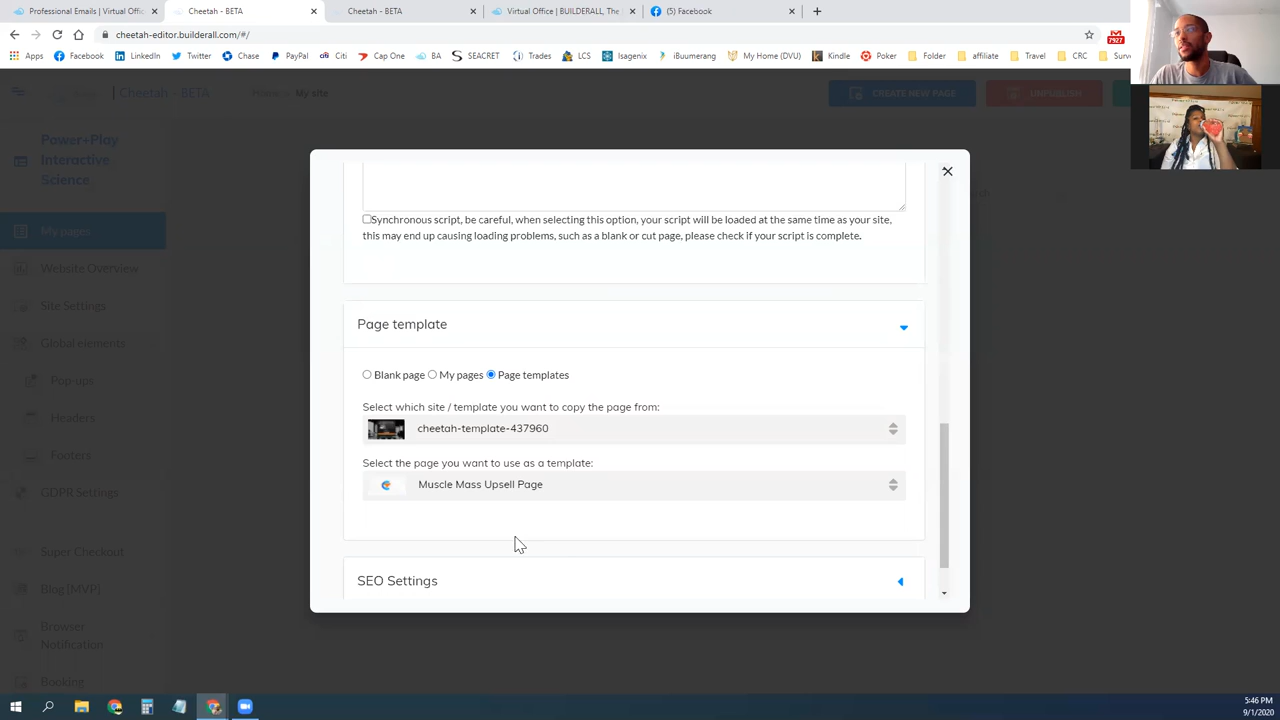 Professional Emails | Virtual Offic
Cheetah - BETA
Cheetah - BETA
Virtual Office | BUILDERALL, The
(5) Facebook
cheetah-editor.builderall.com/#/
Apps
Facebook
LinkedIn
Twitter
Chase
PayPal
Citi
Cap One
BA
SEACRET
Trades
LCS
Isagenix
iBuumerang
My Home (DVU)
Kindle
Poker
Folder
affiliate
Travel
CRC
Surve
7927
Cheetah - BETA
Home
My site
CREATE NEW PAGE
UNPUBLISH
Power+Play
Interactive
Science
My pages
Website Overview
Site Settings
Global elements
Pop-ups
Headers
Footers
GDPR Settings
Super Checkout
Blog [MVP]
Browser
Notification
Booking
Synchronous script, be careful, when selecting this option, your script will be loaded at the same time as your site,
this may end up causing loading problems, such as a blank or cut page, please check if your script is complete.
Page template
Blank page My pages Page templates
Select which site / template you want to copy the page from:
cheetah-template-437960
Select the page you want to use as a template:
Muscle Mass Upsell Page
SEO Settings
5:46 PM
9/1/2020